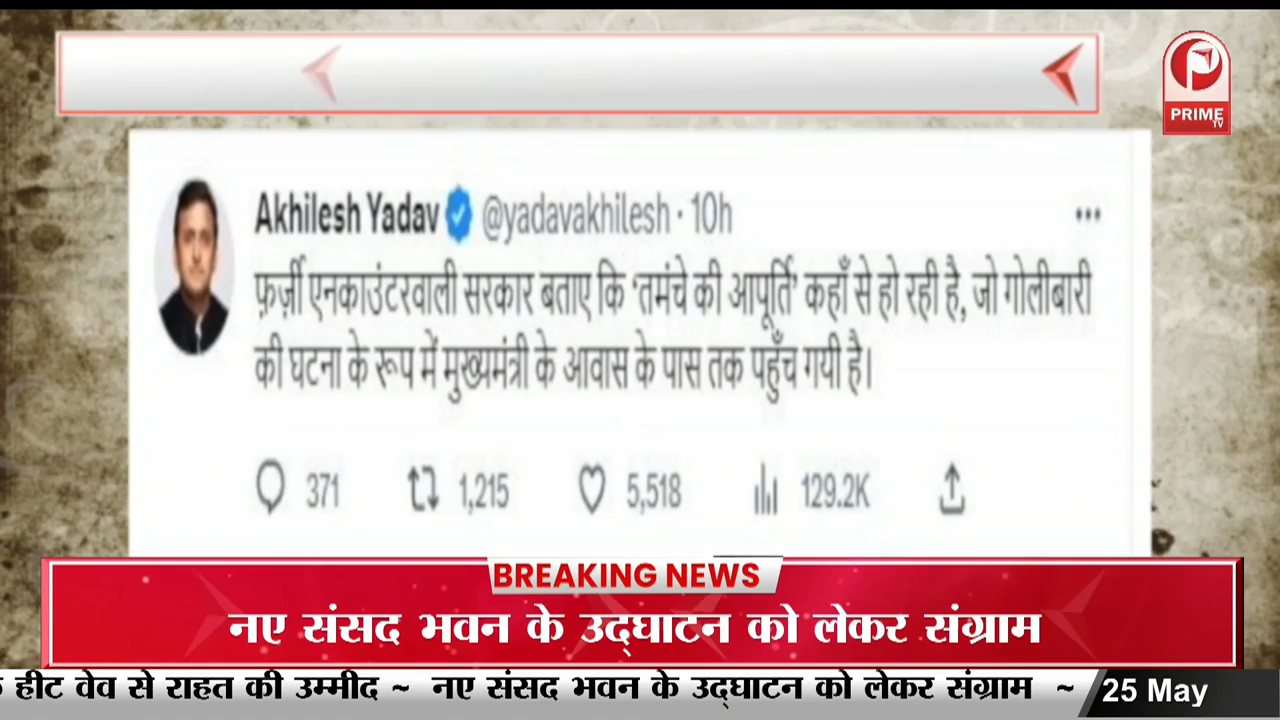 PRIME
TV
Akhilesh Yadav @yadavakhilesh · 10h
फ़र्ज़ी एनकाउंटरवाली सरकार बताए कि ‘तमंचे की आपूर्ति’ कहाँ से हो रही है, जो गोलीबारी
की घटना के रूप में मुख्यमंत्री के आवास के पास तक पहुँच गयी है।
371 1,215 5,518 129.2K
BREAKING NEWS
नए संसद भवन के उद्घाटन को लेकर संग्राम
हीट वेव से राहत की उम्मीद ~ नए संसद भवन के उद्घाटन को लेकर संग्राम ~ 25 May